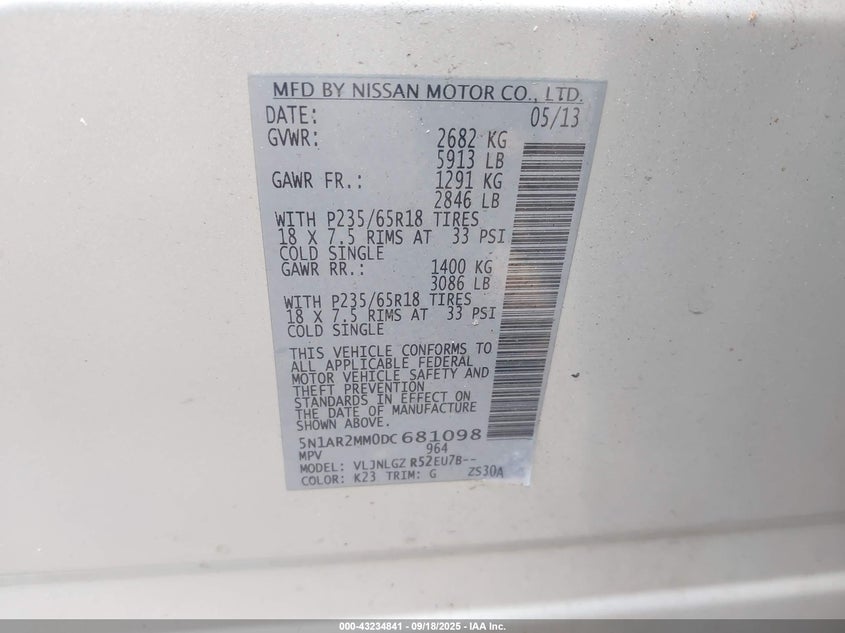 MFD BY NISSAN MOTOR CO., LTD.
DATE: 05/13
GVWR: 2682 KG
5913 LB
GAWR FR.: 1291 KG
2846 LB
WITH P235/65R18 TIRES
18 X 7.5 RIMS AT 33 PSI
COLD SINGLE
GAWR RR.: 1400 KG
3086 LB
WITH P235/65R18 TIRES
18 X 7.5 RIMS AT 33 PSI
COLD SINGLE
THIS VEHICLE CONFORMS TO
ALL APPLICABLE FEDERAL
MOTOR VEHICLE SAFETY AND
THEFT PREVENTION
STANDARDS IN EFFECT ON
THE DATE OF MANUFACTURE
SHOWN ABOVE.
5N1AR2MM0DC681098
MPV 964
MODEL: VLJNLGZ R52EU7B--
COLOR: K23 TRIM: G ZS30A
000-43234841 - 09/18/2025 - IAA Inc.